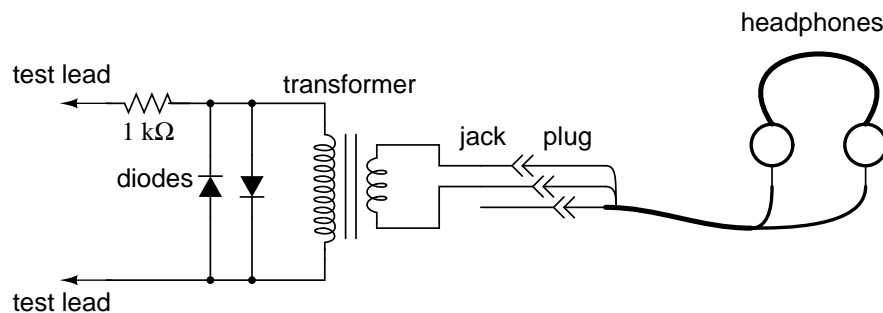 headphones
test lead
transformer
1 kΩ
jack
plug
diodes
test lead